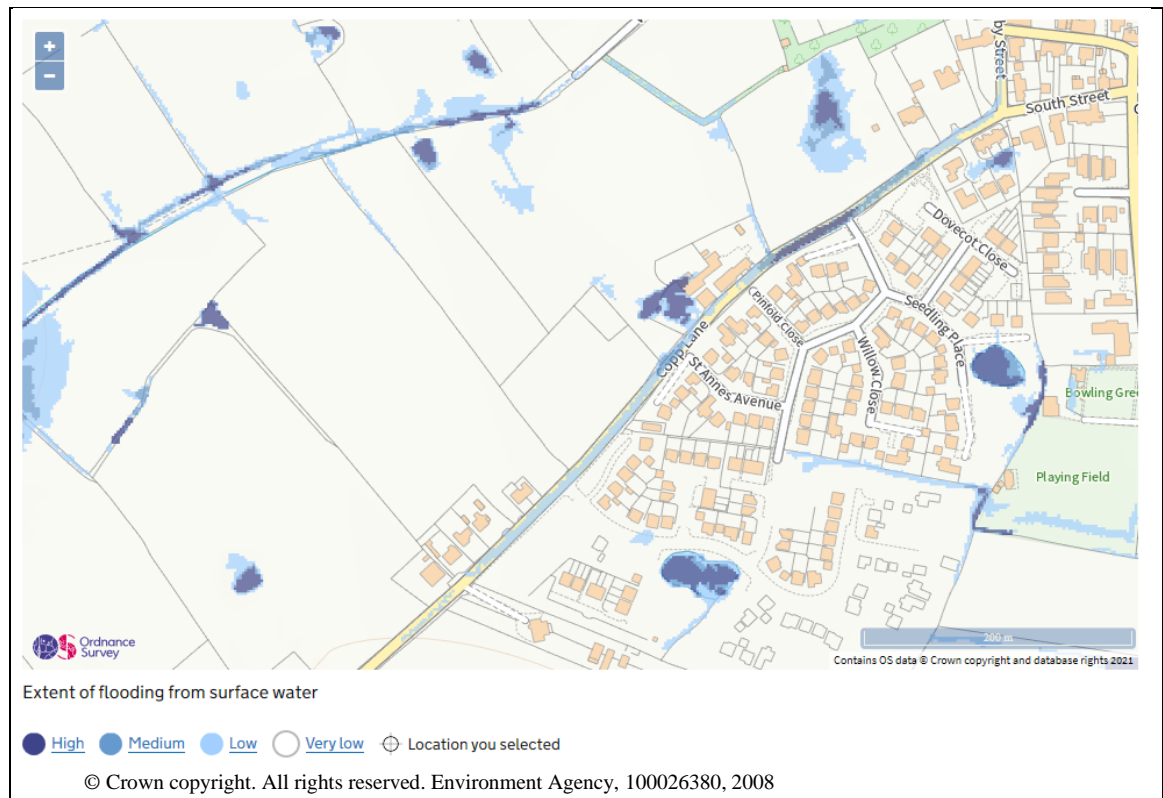 +
−
by Street
South Street
Dovecot Close
Seedling Place
Pinfold Close
Willow Close
Copp Lane
St Annes Avenue
Bowling Gre
Playing Field
Ordnance
Survey
200 m
Contains OS data © Crown copyright and database rights 2021
Extent of flooding from surface water
High Medium Low Very low Location you selected
© Crown copyright. All rights reserved. Environment Agency, 100026380, 2008